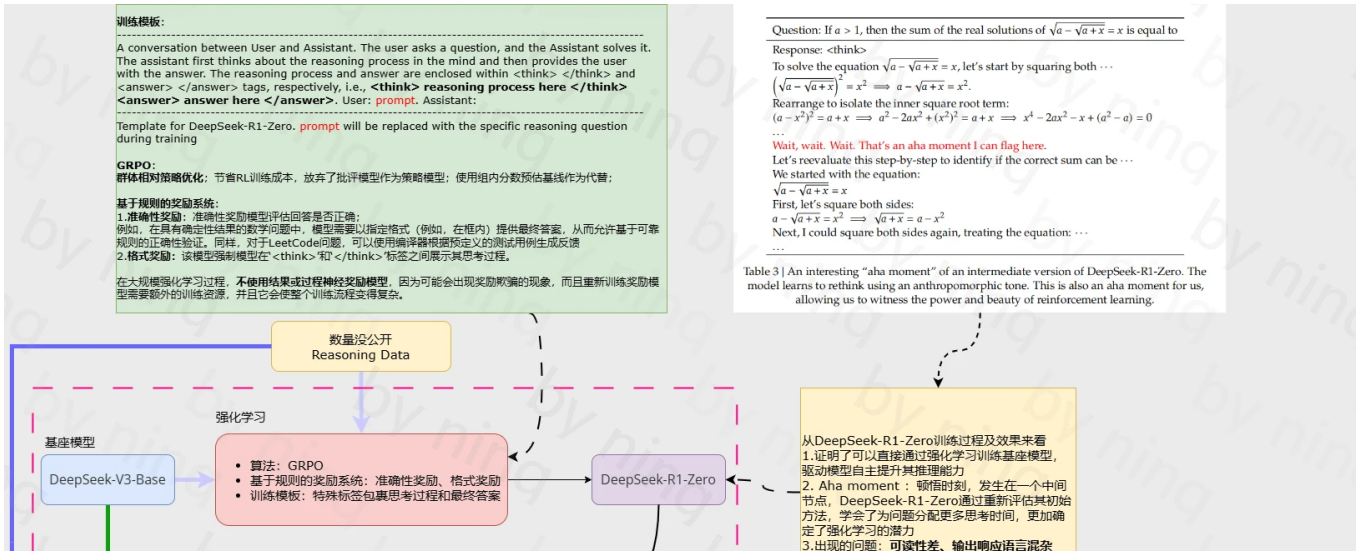 训练模板：
A conversation between User and Assistant. The user asks a question, and the Assistant solves it.
The assistant first thinks about the reasoning process in the mind and then provides the user
with the answer. The reasoning process and answer are enclosed within <think> </think> and
<answer> </answer> tags, respectively, i.e., <think> reasoning process here </think>
<answer> answer here </answer>. User: prompt. Assistant:
Template for DeepSeek-R1-Zero. prompt will be replaced with the specific reasoning question
during training
GRPO:
群体相对策略优化；节省RL训练成本，放弃了批评模型作为策略模型；使用组内分数预估基线作为代替；
基于规则的奖励系统：
1.准确性奖励：准确性奖励模型评估回答是否正确；
例如，在具有确定性结果的数学问题中，模型需要以指定格式（例如，在框内）提供最终答案，从而允许基于可靠
规则的正确性验证。同样，对于LeetCode问题，可以使用编译器根据预定义的测试用例生成反馈
2.格式奖励：该模型强制模型在'<think>'和'</think>'标签之间展示其思考过程。
在大规模强化学习过程，不使用结果或过程神经奖励模型，因为可能会出现奖励欺骗的现象，而且重新训练奖励模
型需要额外的训练资源，并且它会使整个训练流程变得复杂。
Question: If a > 1, then the sum of the real solutions of √(a − √(a + x)) = x is equal to
Response: <think>
To solve the equation √(a − √(a + x)) = x, let's start by squaring both ⋯
(√(a − √(a + x)))² = x² ⟹ a − √(a + x) = x².
Rearrange to isolate the inner square root term:
(a − x²)² = a + x ⟹ a² − 2ax² + (x²)² = a + x ⟹ x⁴ − 2ax² − x + (a² − a) = 0
…
Wait, wait. Wait. That's an aha moment I can flag here.
Let's reevaluate this step-by-step to identify if the correct sum can be ⋯
We started with the equation:
√(a − √(a + x)) = x
First, let's square both sides:
a − √(a + x) = x² ⟹ √(a + x) = a − x²
Next, I could square both sides again, treating the equation: ⋯
…
Table 3 | An interesting "aha moment" of an intermediate version of DeepSeek-R1-Zero. The
model learns to rethink using an anthropomorphic tone. This is also an aha moment for us,
allowing us to witness the power and beauty of reinforcement learning.
数量没公开
Reasoning Data
强化学习
基座模型
DeepSeek-V3-Base
• 算法：GRPO
• 基于规则的奖励系统：准确性奖励、格式奖励
• 训练模板：特殊标签包裹思考过程和最终答案
DeepSeek-R1-Zero
从DeepSeek-R1-Zero训练过程及效果来看
1.证明了可以直接通过强化学习训练基座模型，
驱动模型自主提升其推理能力
2. Aha moment ：顿悟时刻，发生在一个中间
节点，DeepSeek-R1-Zero通过重新评估其初始
方法，学会了为问题分配更多思考时间，更加确
定了强化学习的潜力
3.出现的问题：可读性差、输出响应语言混杂
by ninq